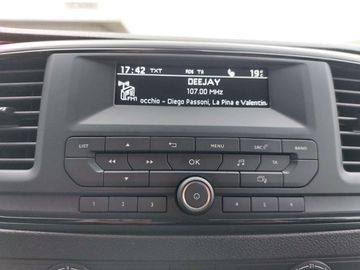 17:42 TXT RDS TA 19°
DEEJAY
107.00 MHz
FM1 occhio - Diego Passoni, La Pina e Valentin
LIST MENU SRC BAND
OK TA
1 2 3 4 5 6